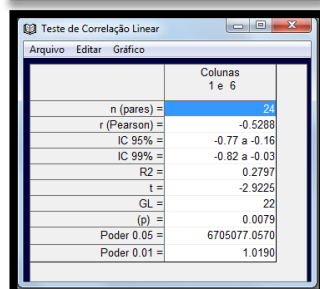 Teste de Correlação Linear
Arquivo Editar Gráfico
Colunas
1 e 6
n (pares) = 24
r (Pearson) = -0.5288
IC 95% = -0.77 a -0.16
IC 99% = -0.82 a -0.03
R2 = 0.2797
t = -2.9225
GL = 22
(p) = 0.0079
Poder 0.05 = 6705077.0570
Poder 0.01 = 1.0190